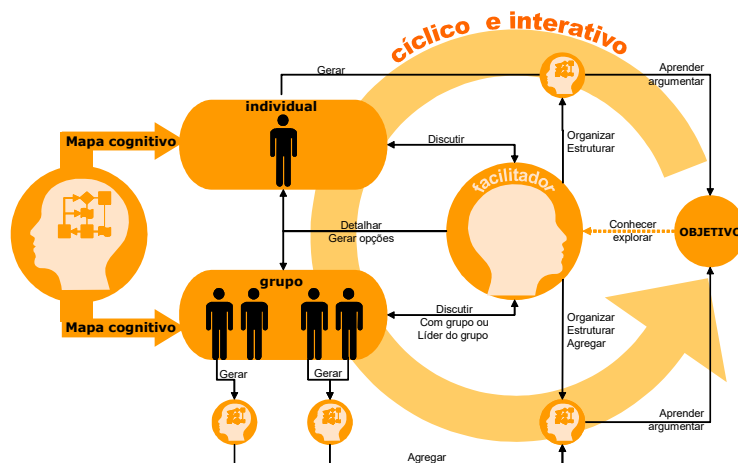 cíclico e interativo
Gerar
Aprender
argumentar
individual
Mapa cognitivo
Discutir
Organizar
Estruturar
facilitador
Detalhar
Gerar opções
Conhecer
explorar
OBJETIVO
grupo
Mapa cognitivo
Discutir
Com grupo ou
Líder do grupo
Organizar
Estruturar
Agregar
Gerar
Gerar
Aprender
argumentar
Agregar